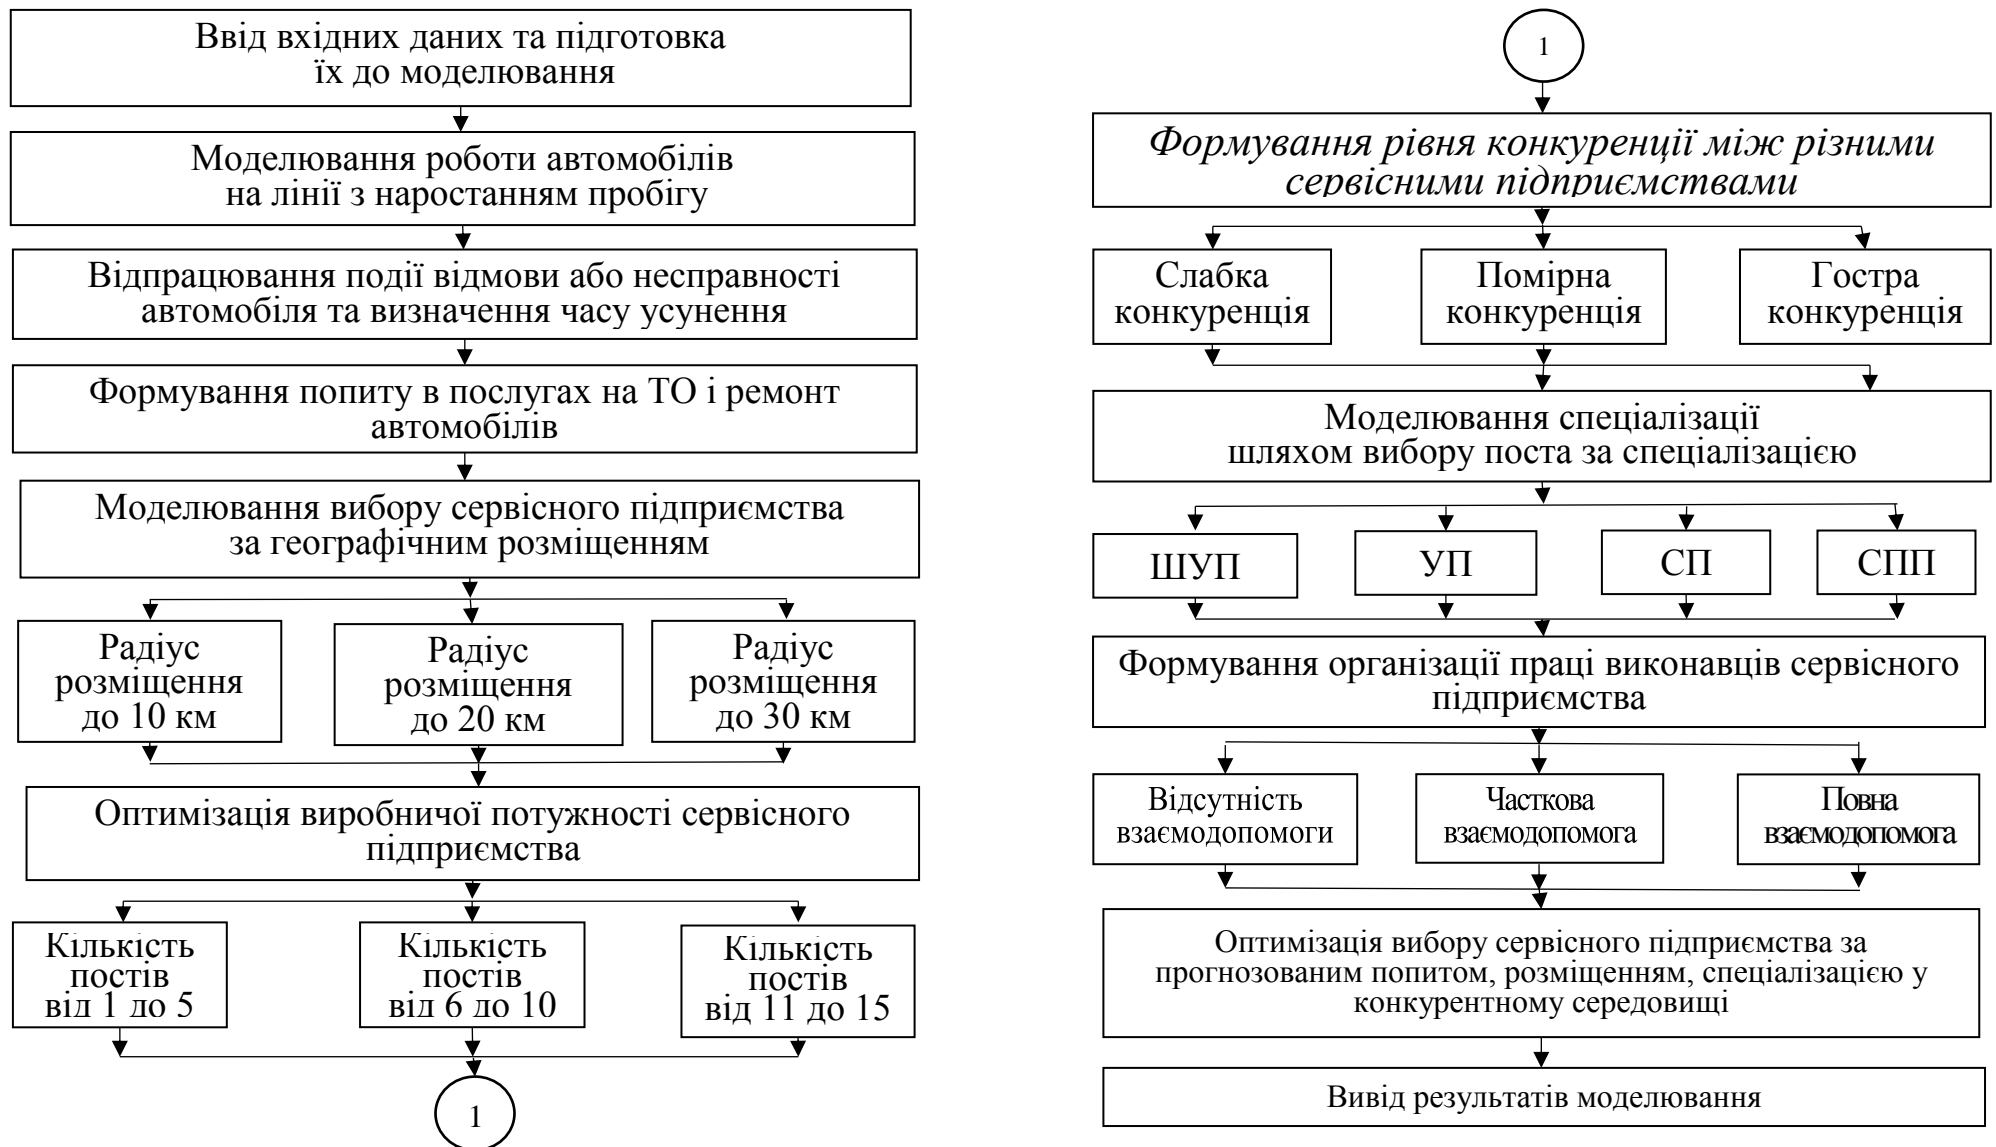 Ввід вхідних даних та підготовка
їх до моделювання
Моделювання роботи автомобілів
на лінії з наростанням пробігу
Відпрацювання події відмови або несправності
автомобіля та визначення часу усунення
Формування попиту в послугах на ТО і ремонт
автомобілів
Моделювання вибору сервісного підприємства
за географічним розміщенням
Радіус
розміщення
до 10 км
Радіус
розміщення
до 20 км
Радіус
розміщення
до 30 км
Оптимізація виробничої потужності сервісного
підприємства
Кількість
постів
від 1 до 5
Кількість
постів
від 6 до 10
Кількість
постів
від 11 до 15
1
1
Формування рівня конкуренції між різними
сервісними підприємствами
Слабка
конкуренція
Помірна
конкуренція
Гостра
конкуренція
Моделювання спеціалізації
шляхом вибору поста за спеціалізацією
ШУП
УП
СП
СПП
Формування організації праці виконавців сервісного
підприємства
Відсутність
взаємодопомоги
Часткова
взаємодопомога
Повна
взаємодопомога
Оптимізація вибору сервісного підприємства за
прогнозованим попитом, розміщенням, спеціалізацією у
конкурентному середовищі
Вивід результатів моделювання